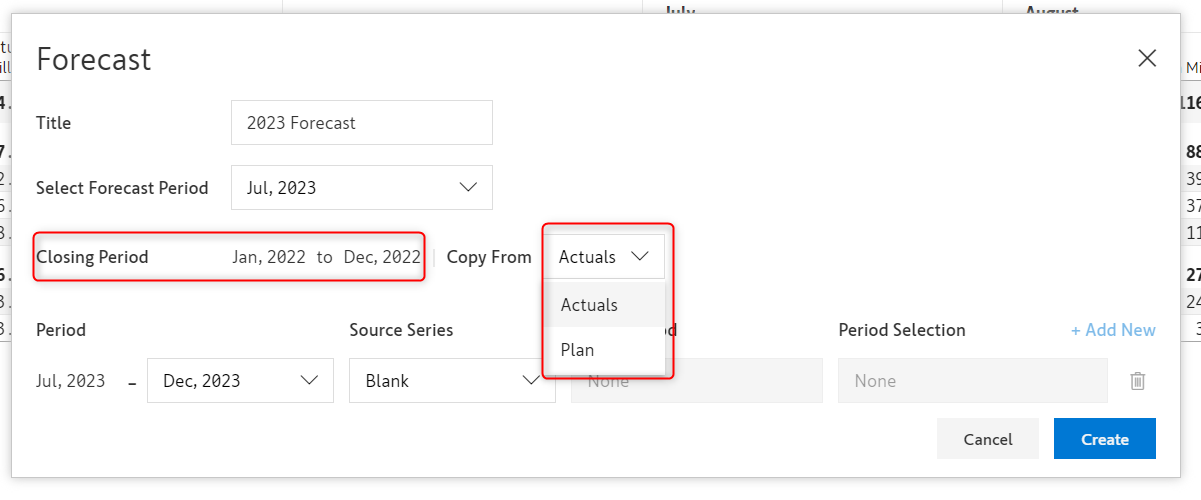 July August
Forecast
Title 2023 Forecast
Select Forecast Period Jul, 2023
Closing Period Jan, 2022 to Dec, 2022 Copy From Actuals
Actuals
Plan
Period Source Series Period Selection + Add New
Jul, 2023 - Dec, 2023 Blank None None
Cancel Create